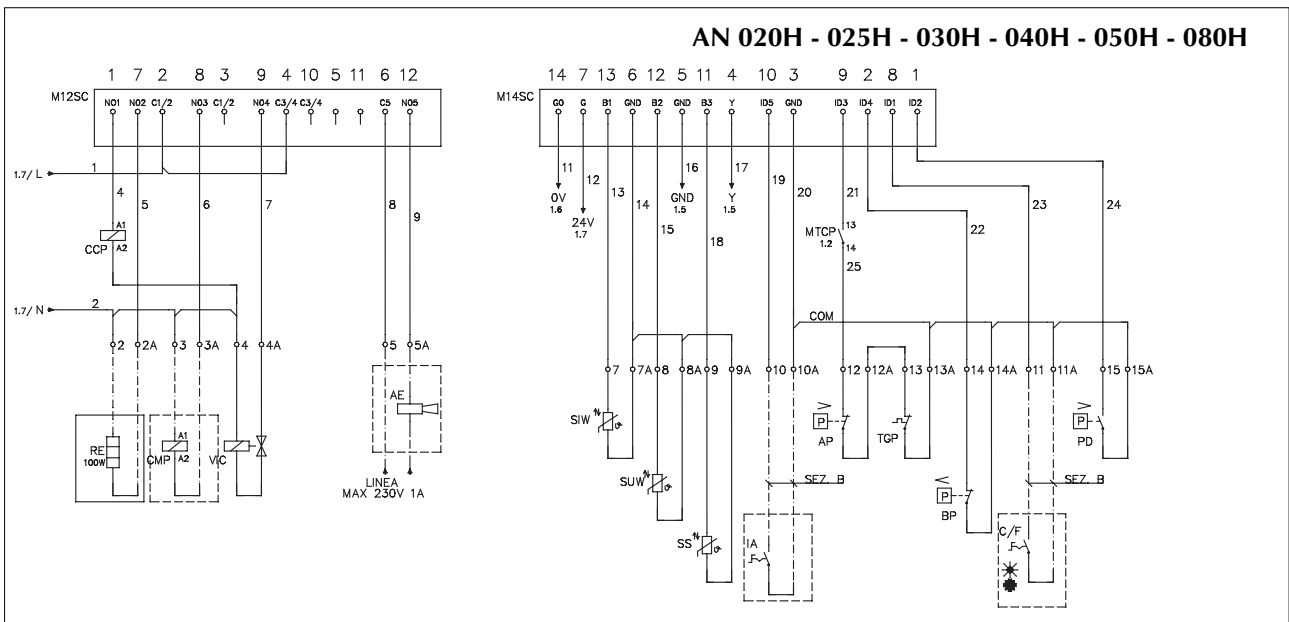 AN 020H - 025H - 030H - 040H - 050H - 080H
1 7 2 8 3 9 4 10 5 11 6 12
M12SC
NO1 NO2 C1/2 NO3 C1/2 NO4 C3/4 C3/4 C5 NO5
14 7 13 6 12 5 11 4 10 3 9 2 8 1
M14SC
G0 G B1 GND B2 GND B3 Y ID5 GND ID3 ID4 ID1 ID2
1.7/ L
1
4 5 6 7 8 9
A1
CCP
A2
1.7/ N
2
2 2A 3 3A 4 4A 5 5A
RE
100W
A1
CMP
A2
VIC
AE
LINEA
MAX 230V 1A
11 12 13 14 15 16 17 18 19 20 21 22 23 24
0V
1.6
24V
1.7
GND
1.5
Y
1.5
MTCP
1.2
13
14
25
COM
7 7A 8 8A 9 9A 10 10A 12 12A 13 13A 14 14A 11 11A 15 15A
SIW
SUW
SS
IA
>
P
AP
TGP
SEZ. B
<
P
BP
SEZ. B
C/F
>
P
PD